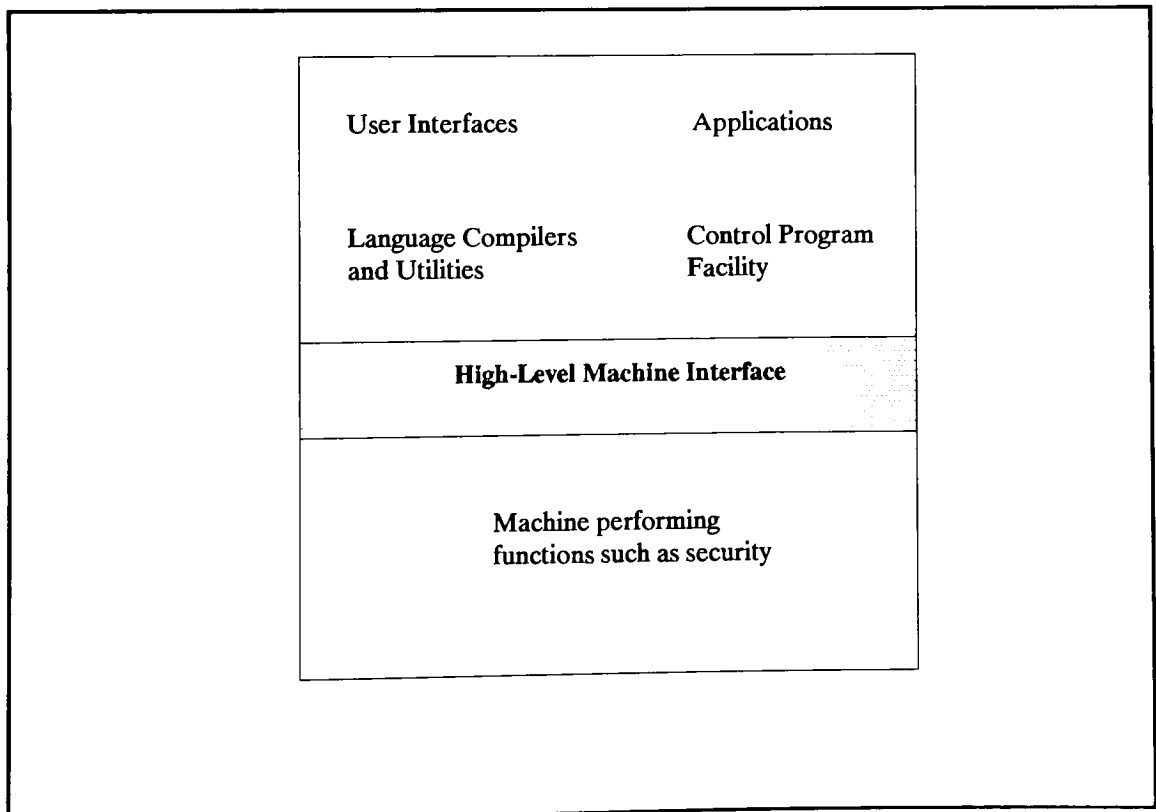 User Interfaces
Applications
Language Compilers
and Utilities
Control Program
Facility
High-Level Machine Interface
Machine performing
functions such as security